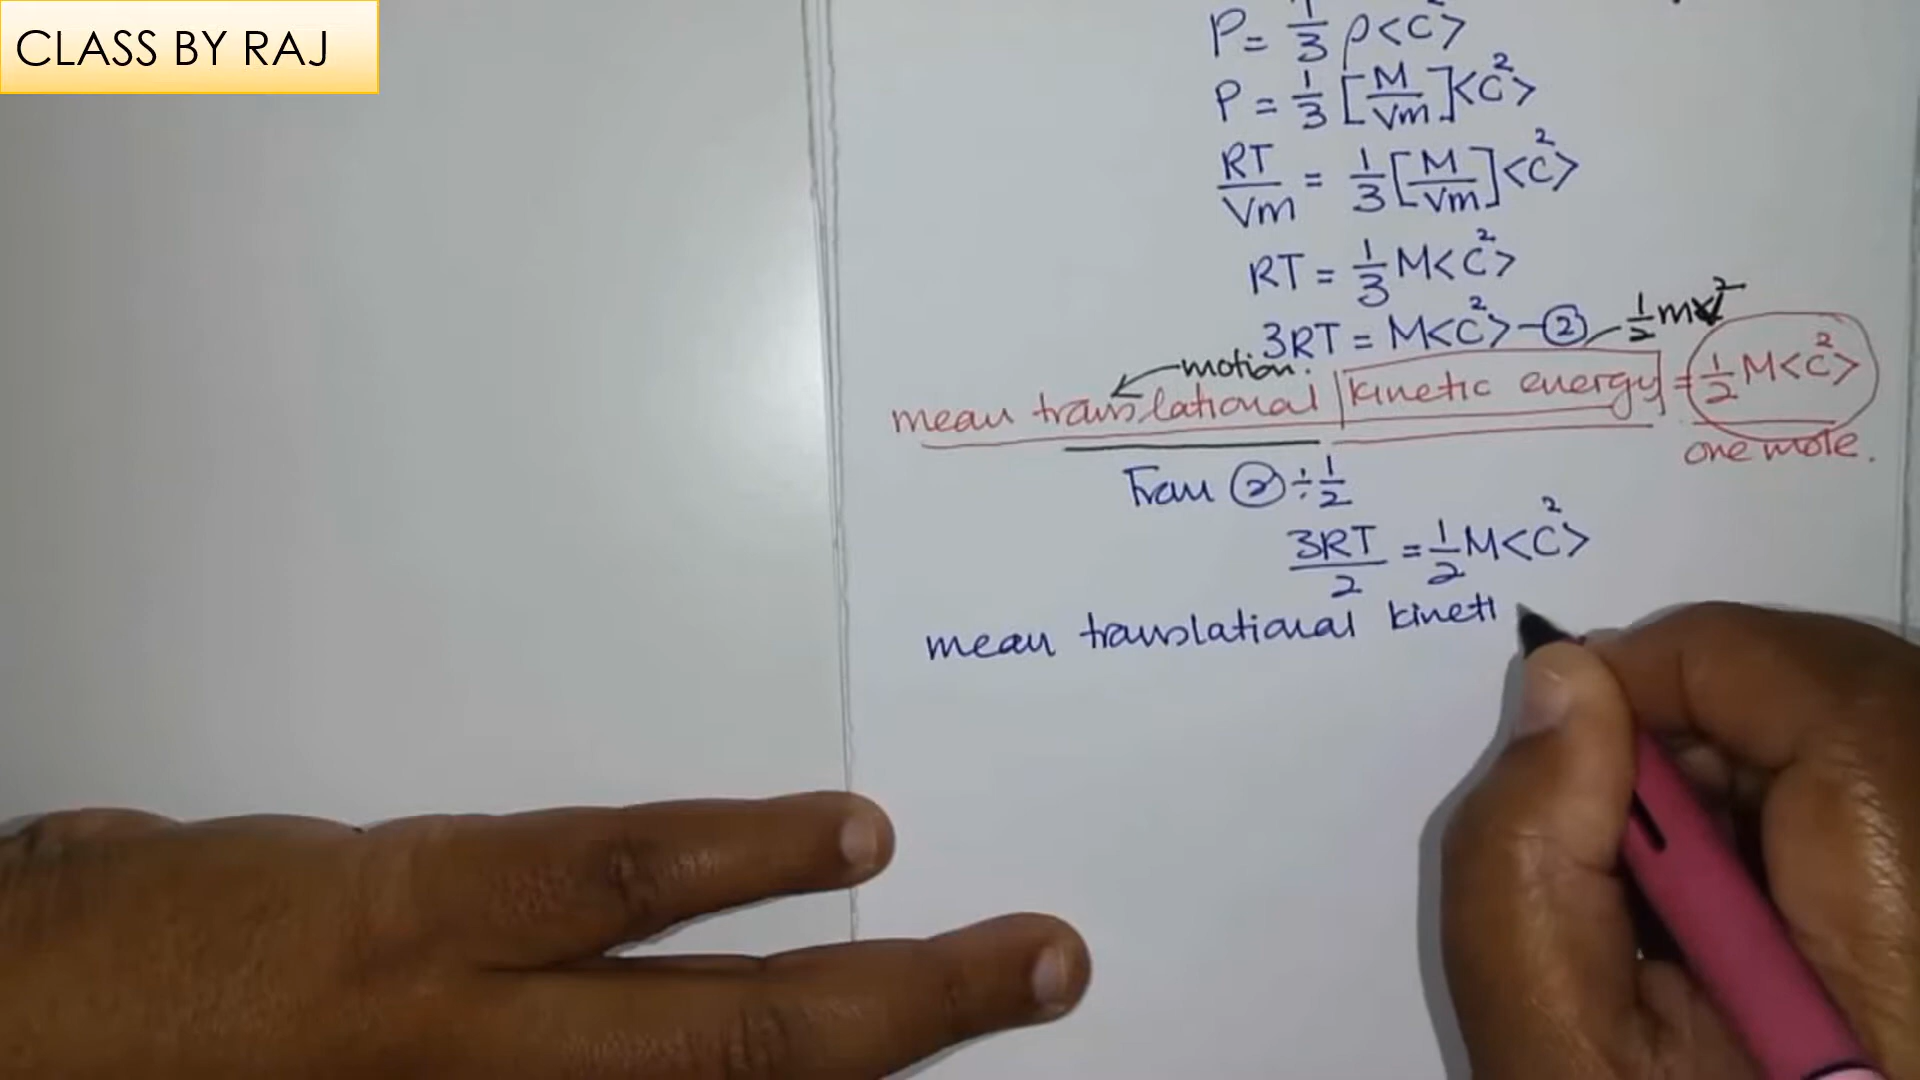 CLASS BY RAJ
P = 1/3 ρ<C²>
P = 1/3 [M/Vm]<C²>
RT/Vm = 1/3 [M/Vm]<C²>
RT = 1/3 M<C²>
3RT = M<C²> — ②
1/2 mv²
motion.
mean translational kinetic energy = 1/2 M<C²>
one mole.
From ② ÷ 1/2
3RT/2 = 1/2 M<C²>
mean translational kineti